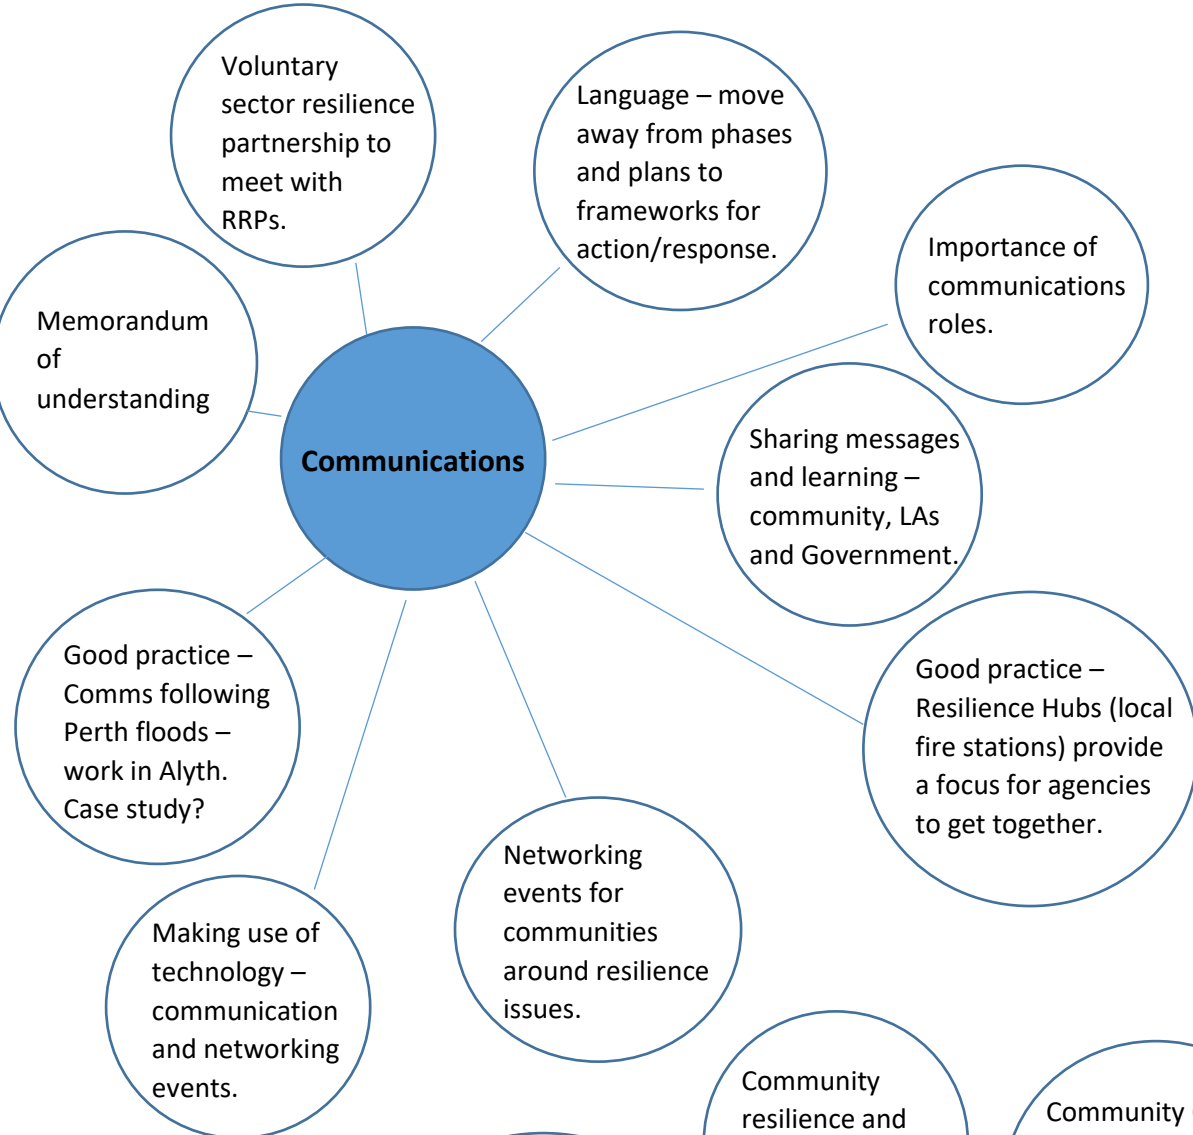 Voluntary
sector resilience
partnership to
meet with
RRPs.
Language – move
away from phases
and plans to
frameworks for
action/response.
Importance of
communications
roles.
Memorandum
of
understanding
Communications
Sharing messages
and learning –
community, LAs
and Government.
Good practice –
Comms following
Perth floods –
work in Alyth.
Case study?
Good practice –
Resilience Hubs (local
fire stations) provide
a focus for agencies
to get together.
Networking
events for
communities
around resilience
issues.
Making use of
technology –
communication
and networking
events.
Community
resilience and
Community